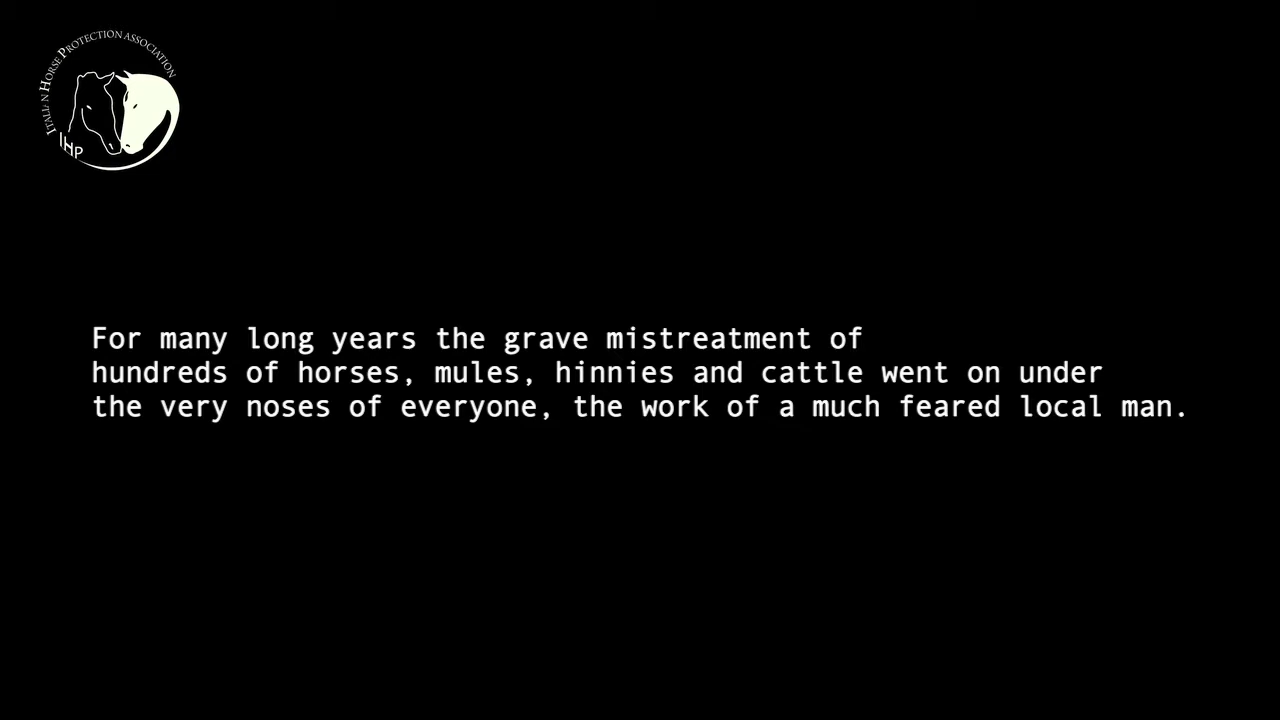 ITALIAN HORSE PROTECTION ASSOCIATION
IHP
For many long years the grave mistreatment of
hundreds of horses, mules, hinnies and cattle went on under
the very noses of everyone, the work of a much feared local man.